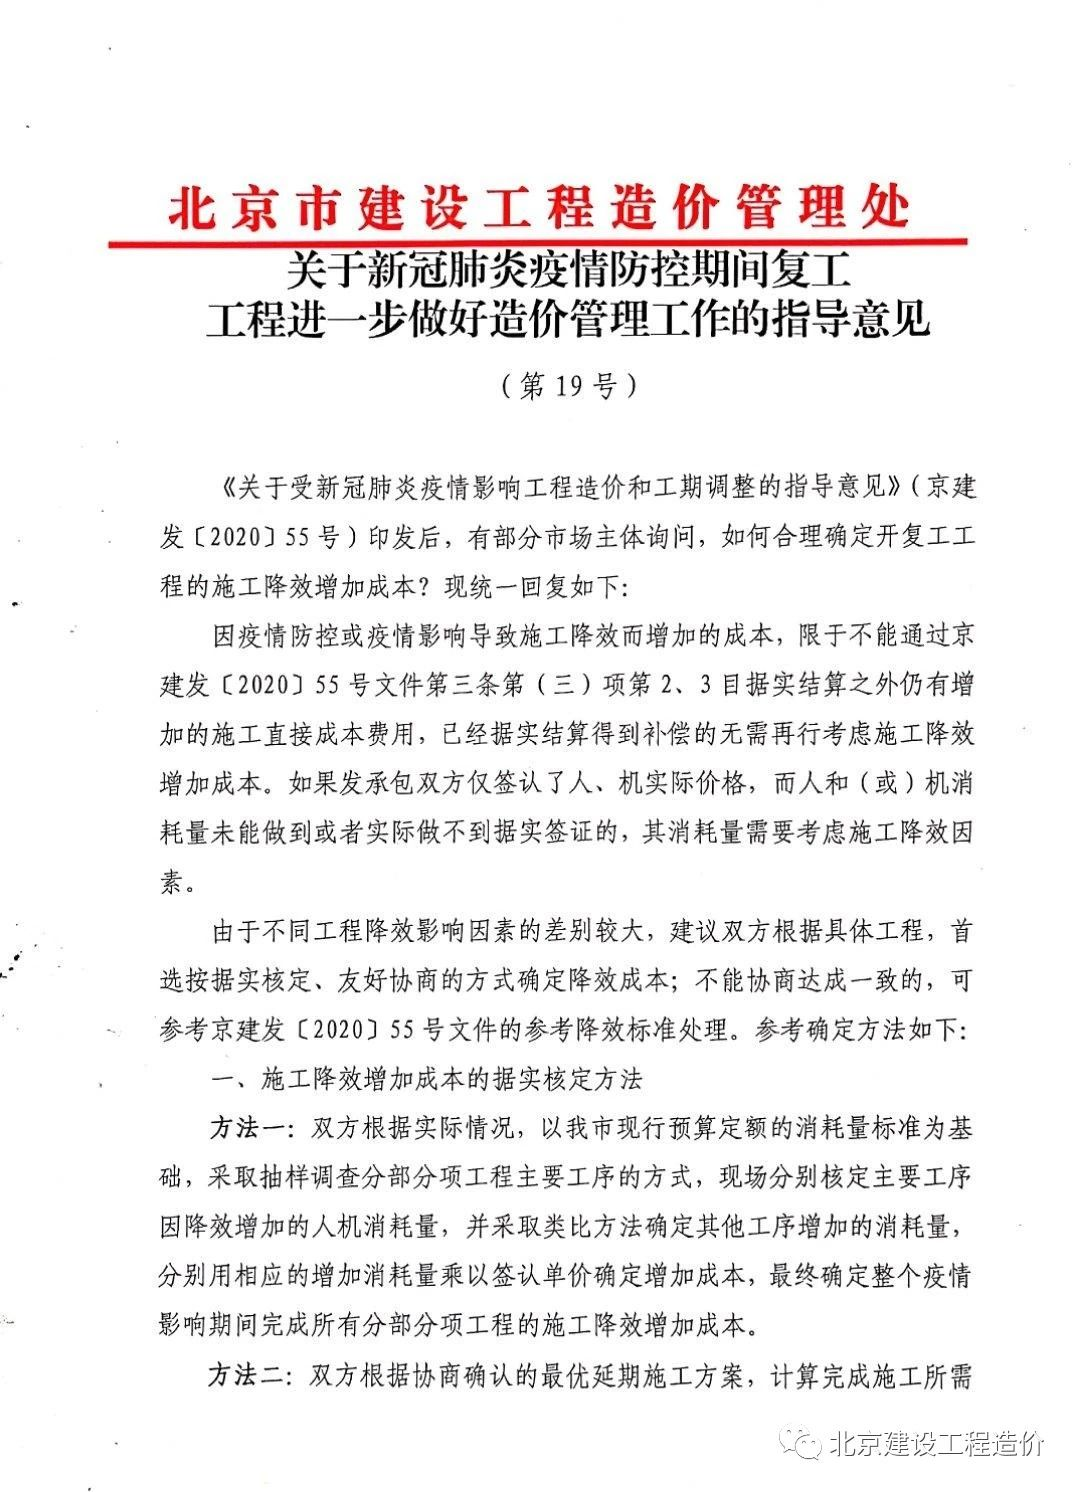 北京市建设工程造价管理处
关于新冠肺炎疫情防控期间复工
工程进一步做好造价管理工作的指导意见
（第 19 号）
《关于受新冠肺炎疫情影响工程造价和工期调整的指导意见》（京建
发〔2020〕55 号）印发后，有部分市场主体询问，如何合理确定开复工工
程的施工降效增加成本？现统一回复如下：
因疫情防控或疫情影响导致施工降效而增加的成本，限于不能通过京
建发〔2020〕55 号文件第三条第（三）项第 2、3 目据实结算之外仍有增
加的施工直接成本费用，已经据实结算得到补偿的无需再行考虑施工降效
增加成本。如果发承包双方仅签认了人、机实际价格，而人和（或）机消
耗量未能做到或者实际做不到据实签证的，其消耗量需要考虑施工降效因
素。
由于不同工程降效影响因素的差别较大，建议双方根据具体工程，首
选按据实核定、友好协商的方式确定降效成本；不能协商达成一致的，可
参考京建发〔2020〕55 号文件的参考降效标准处理。参考确定方法如下：
一、施工降效增加成本的据实核定方法
方法一：双方根据实际情况，以我市现行预算定额的消耗量标准为基
础，采取抽样调查分部分项工程主要工序的方式，现场分别核定主要工序
因降效增加的人机消耗量，并采取类比方法确定其他工序增加的消耗量，
分别用相应的增加消耗量乘以签认单价确定增加成本，最终确定整个疫情
影响期间完成所有分部分项工程的施工降效增加成本。
方法二：双方根据协商确认的最优延期施工方案，计算完成施工所需
北京建设工程造价